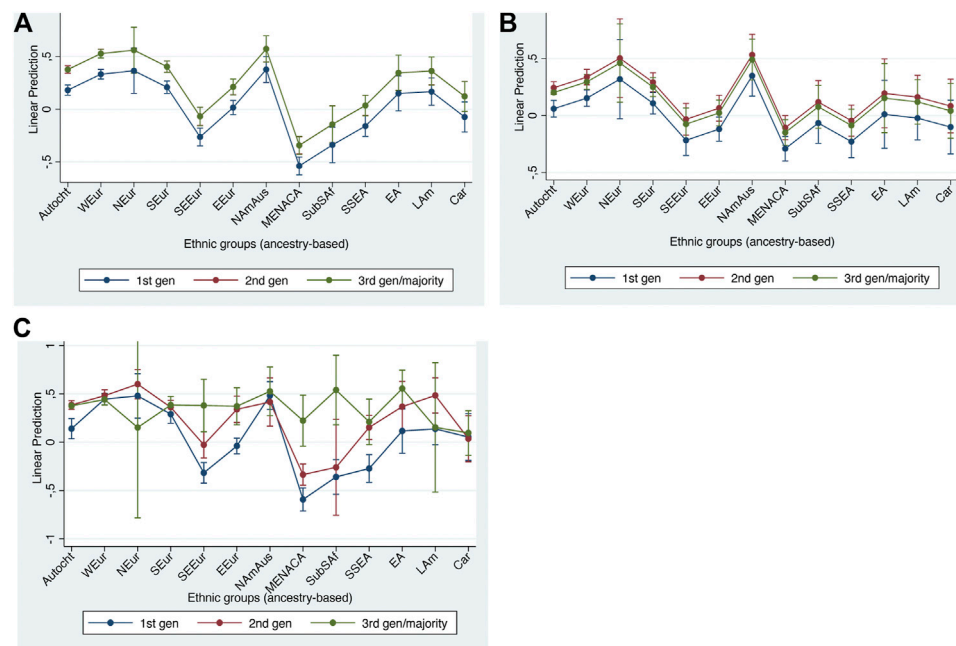 A
Linear Prediction
.5
0
-.5
Autocht WEur NEur SEur SEEur EEur NAmAus MENACA SubSAf SSEA EA LAm Car
Ethnic groups (ancestry-based)
1st gen 2nd gen 3rd gen/majority
B
Linear Prediction
.5
0
-.5
Autocht WEur NEur SEur SEEur EEur NAmAus MENACA SubSAf SSEA EA LAm Car
Ethnic groups (ancestry-based)
1st gen 2nd gen 3rd gen/majority
C
Linear Prediction
1
.5
0
-.5
-1
Autocht WEur NEur SEur SEEur EEur NAmAus MENACA SubSAf SSEA EA LAm Car
Ethnic groups (ancestry-based)
1st gen 2nd gen 3rd gen/majority